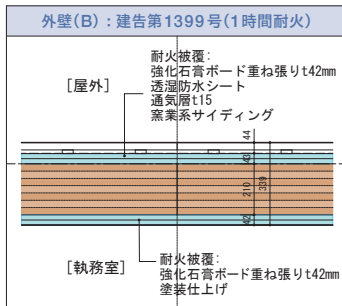 外壁(B)：建告第1399号(1時間耐火)
耐火被覆：
強化石膏ボード重ね張りt42mm
透湿防水シート
通気層t15
窯業系サイディング
[屋外]
44
43
210
339
42
[執務室]
耐火被覆：
強化石膏ボード重ね張りt42mm
塗装仕上げ